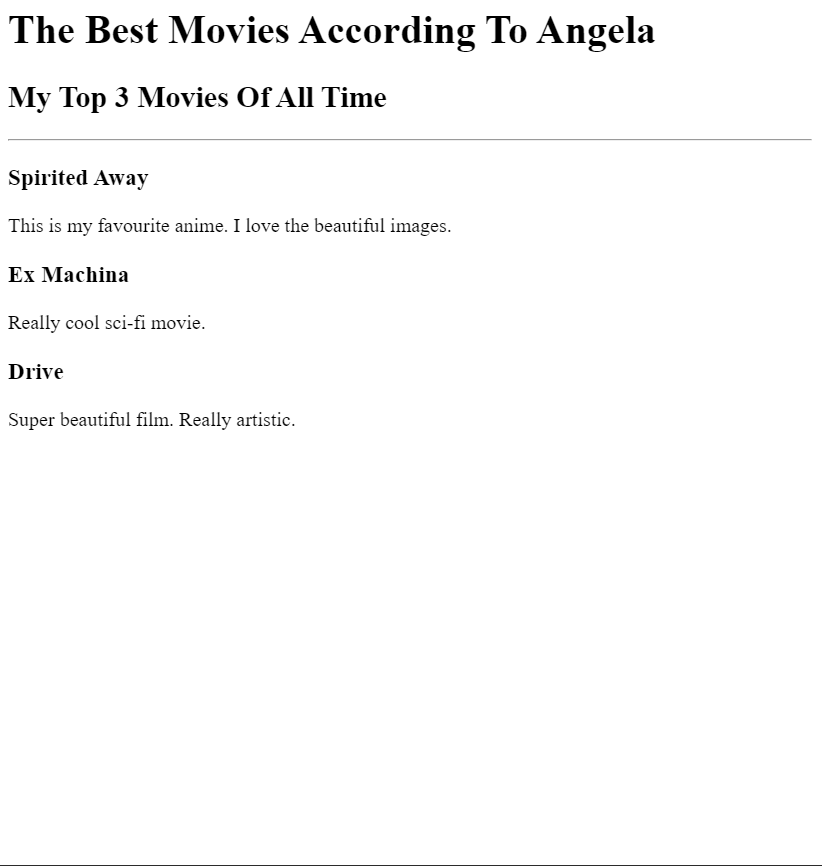 The Best Movies According To Angela
My Top 3 Movies Of All Time
Spirited Away
This is my favourite anime. I love the beautiful images.
Ex Machina
Really cool sci-fi movie.
Drive
Super beautiful film. Really artistic.